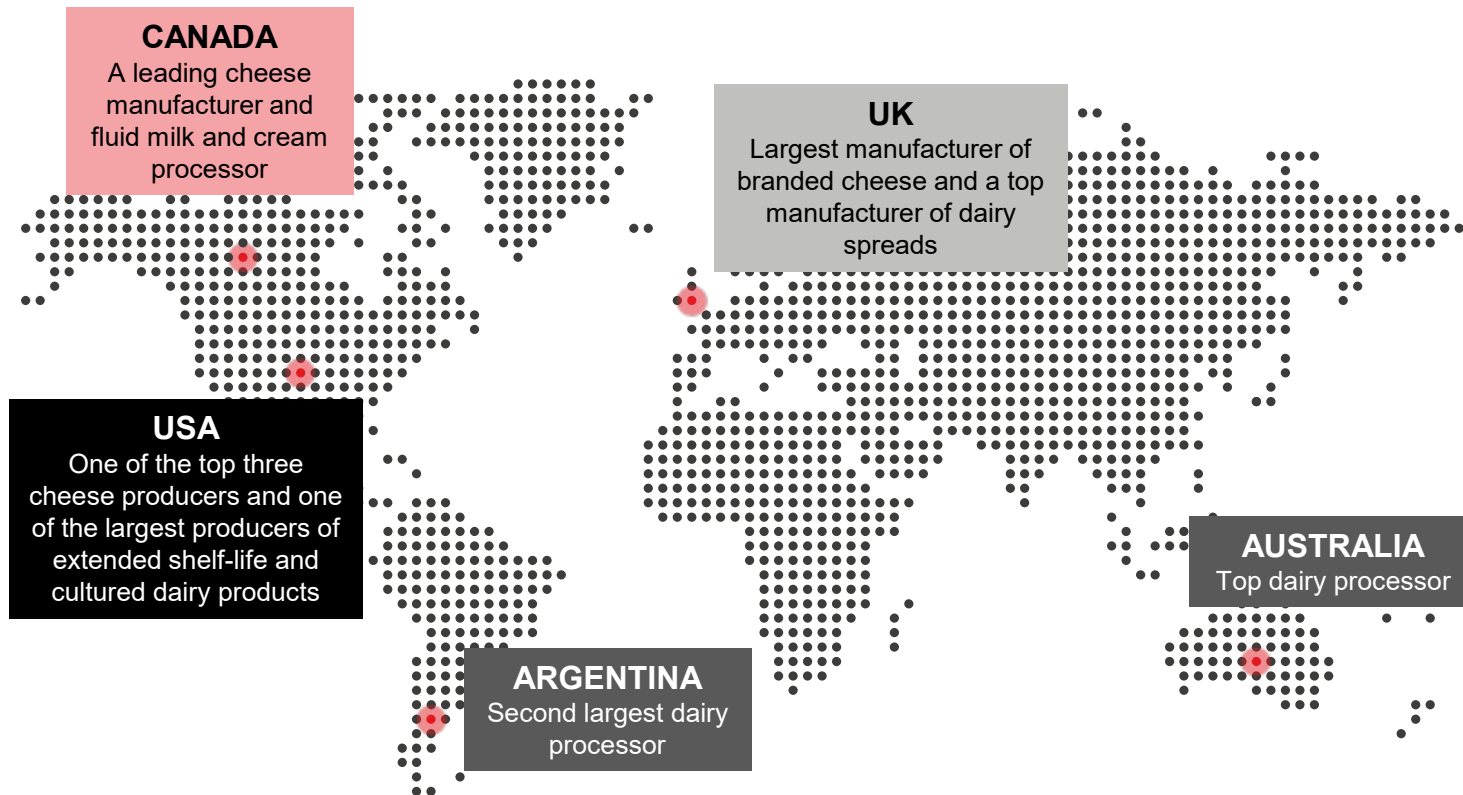 CANADA
A leading cheese
manufacturer and
fluid milk and cream
processor
UK
Largest manufacturer of
branded cheese and a top
manufacturer of dairy
spreads
USA
One of the top three
cheese producers and one
of the largest producers of
extended shelf-life and
cultured dairy products
AUSTRALIA
Top dairy processor
ARGENTINA
Second largest dairy
processor